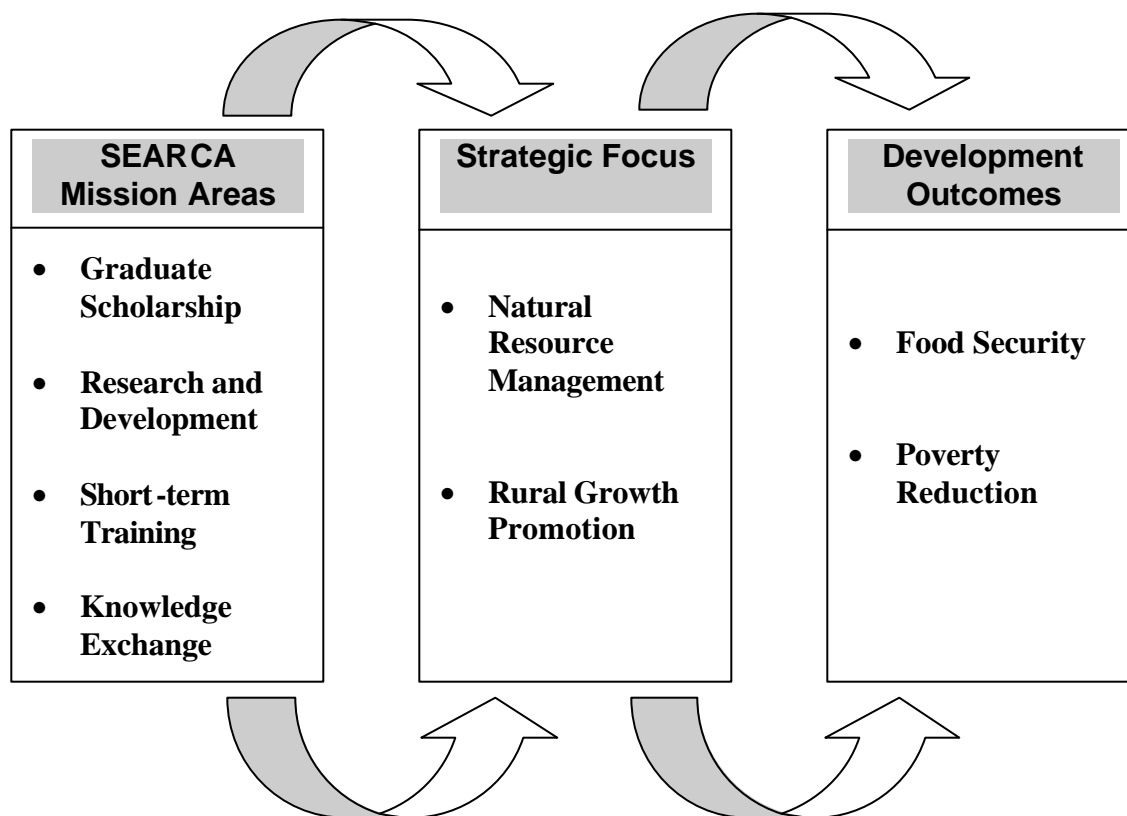 SEARCA
Mission Areas
• Graduate
Scholarship
• Research and
Development
• Short-term
Training
• Knowledge
Exchange
Strategic Focus
• Natural
Resource
Management
• Rural Growth
Promotion
Development
Outcomes
• Food Security
• Poverty
Reduction